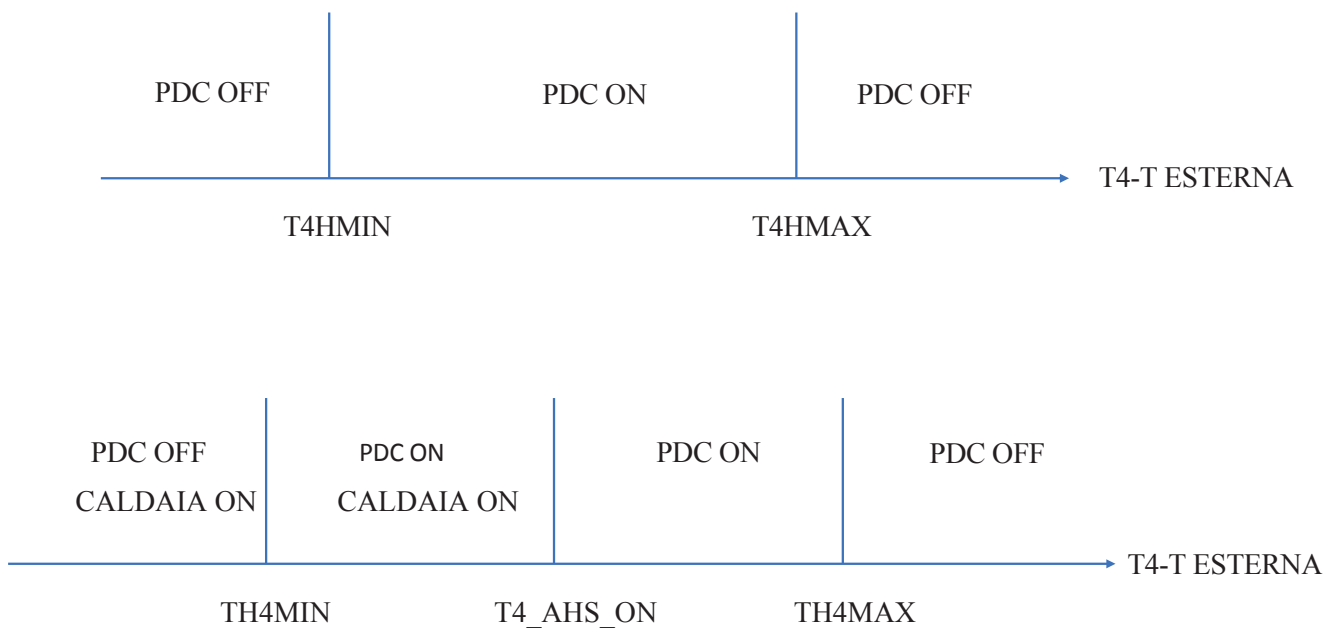 PDC OFF PDC ON PDC OFF
T4-T ESTERNA
T4HMIN T4HMAX
PDC OFF PDC ON PDC ON PDC OFF
CALDAIA ON CALDAIA ON
T4-T ESTERNA
TH4MIN T4_AHS_ON TH4MAX